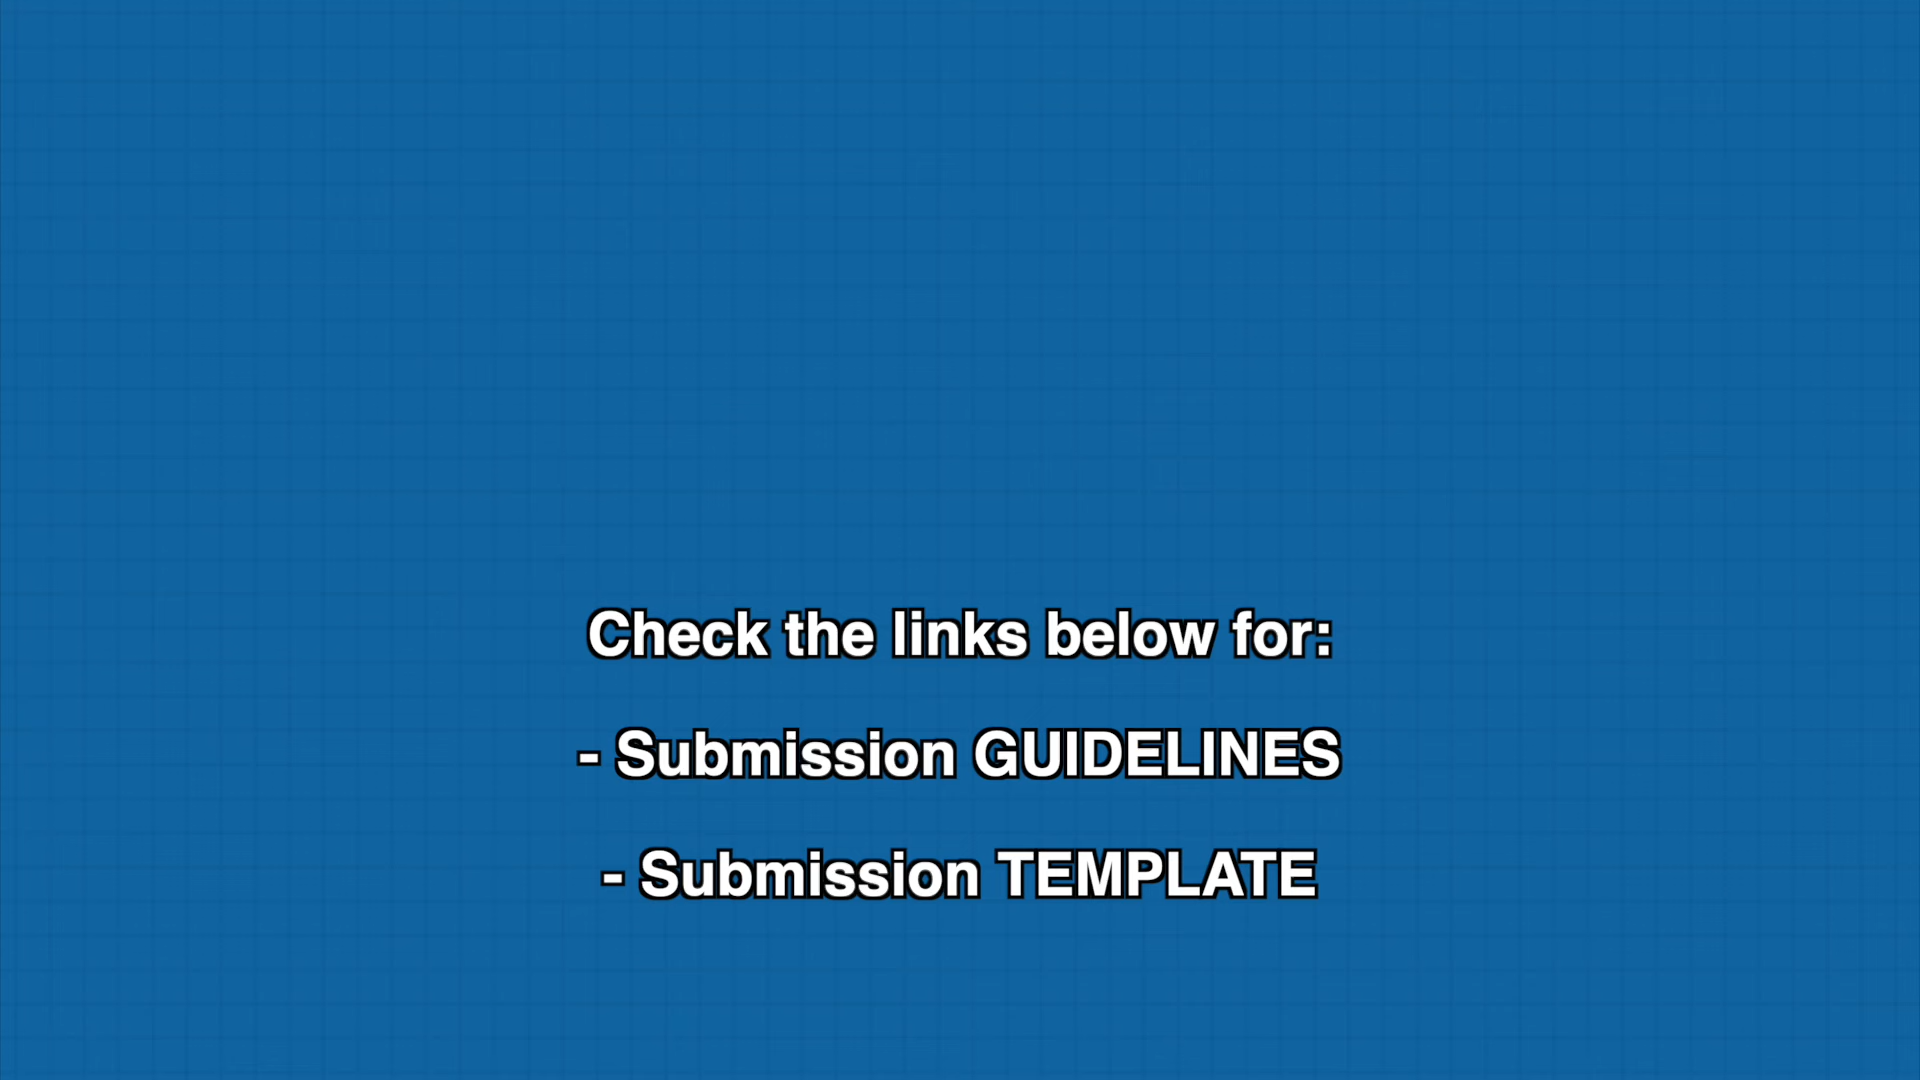 Check the links below for:
- Submission GUIDELINES
- Submission TEMPLATE